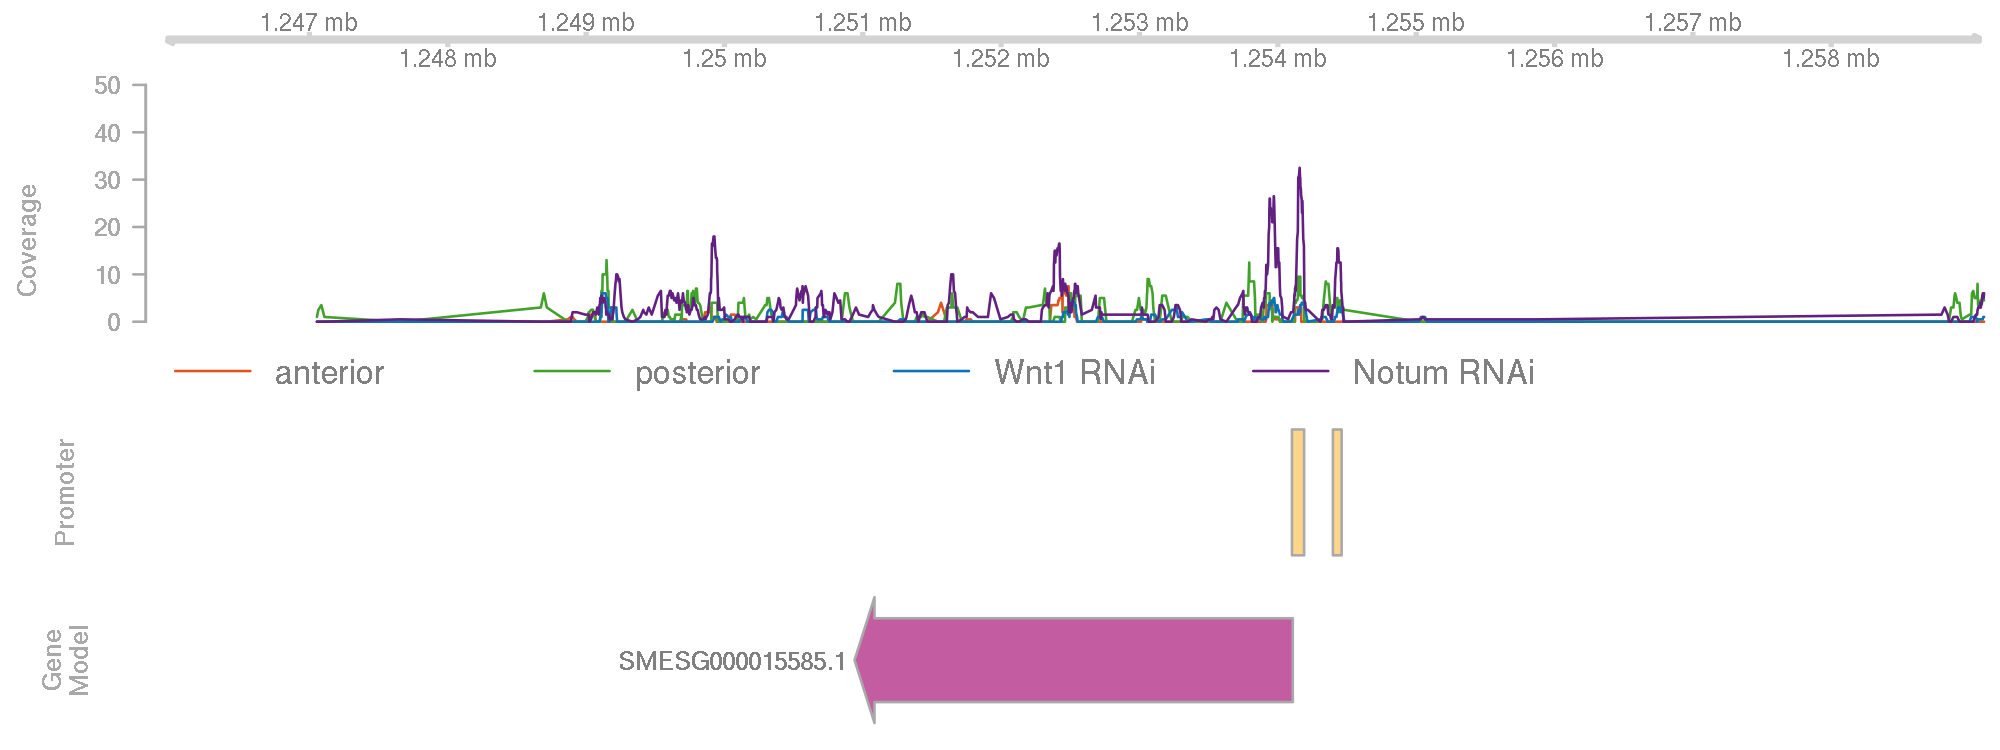 1.247 mb 1.249 mb 1.251 mb 1.253 mb 1.255 mb 1.257 mb
1.248 mb 1.25 mb 1.252 mb 1.254 mb 1.256 mb 1.258 mb
50
40
30
20
10
0
Coverage
anterior posterior Wnt1 RNAi Notum RNAi
Promoter
Gene
Model
SMESG000015585.1